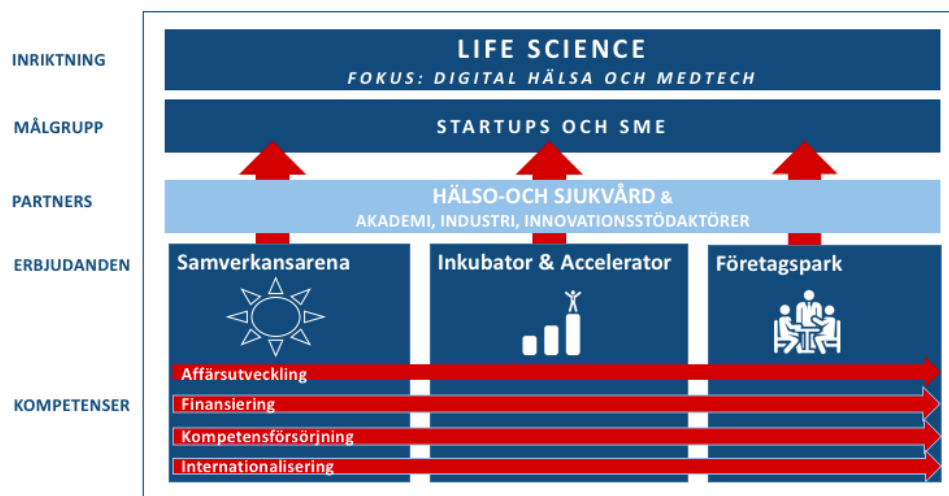 INRIKTNING
LIFE SCIENCE
FOKUS: DIGITAL HÄLSA OCH MEDTECH
MÅLGRUPP
STARTUPS OCH SME
PARTNERS
HÄLSO-OCH SJUKVÅRD &
AKADEMI, INDUSTRI, INNOVATIONSSTÖDAKTÖRER
ERBJUDANDEN
Samverkansarena
Inkubator & Accelerator
Företagspark
KOMPETENSER
Affärsutveckling
Finansiering
Kompetensförsörjning
Internationalisering